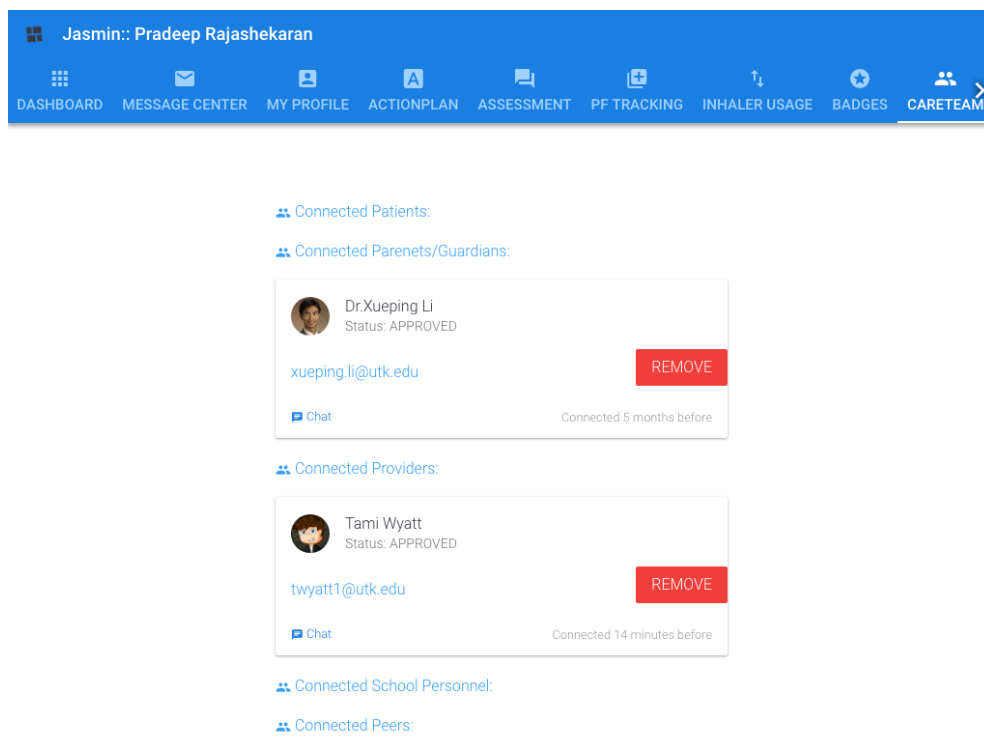 Jasmin:: Pradeep Rajashekaran
DASHBOARD MESSAGE CENTER MY PROFILE ACTIONPLAN ASSESSMENT PF TRACKING INHALER USAGE BADGES CARETEAM
Connected Patients:
Connected Parenets/Guardians:
Dr.Xueping Li
Status: APPROVED
xueping.li@utk.edu REMOVE
Chat Connected 5 months before
Connected Providers:
Tami Wyatt
Status: APPROVED
twyatt1@utk.edu REMOVE
Chat Connected 14 minutes before
Connected School Personnel:
Connected Peers: